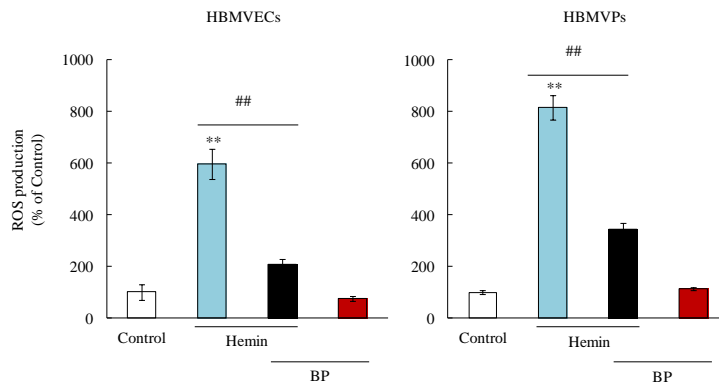 HBMVECs
HBMVPs
ROS production
(% of Control)
1000
800
600
400
200
0
##
**
Control
Hemin
BP
1000
800
600
400
200
0
##
**
Control
Hemin
BP